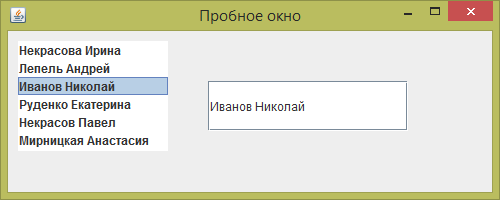 Пробное окно
Некрасова Ирина
Лепель Андрей
Иванов Николай
Руденко Екатерина
Некрасов Павел
Мирницкая Анастасия
Иванов Николай